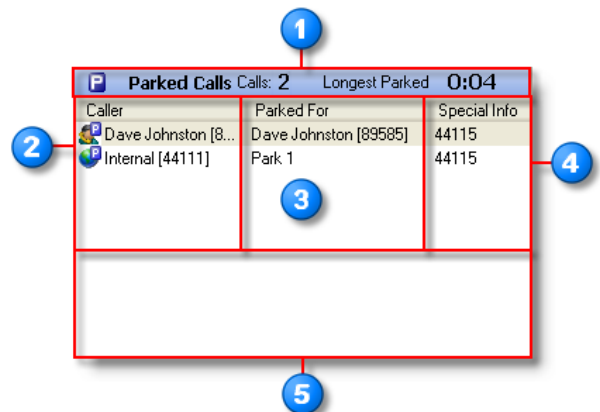 1
P Parked Calls Calls: 2 Longest Parked 0:04
Caller Parked For Special Info
Dave Johnston [8... Dave Johnston [89585] 44115
Internal [44111] Park 1 44115
2
3
4
5